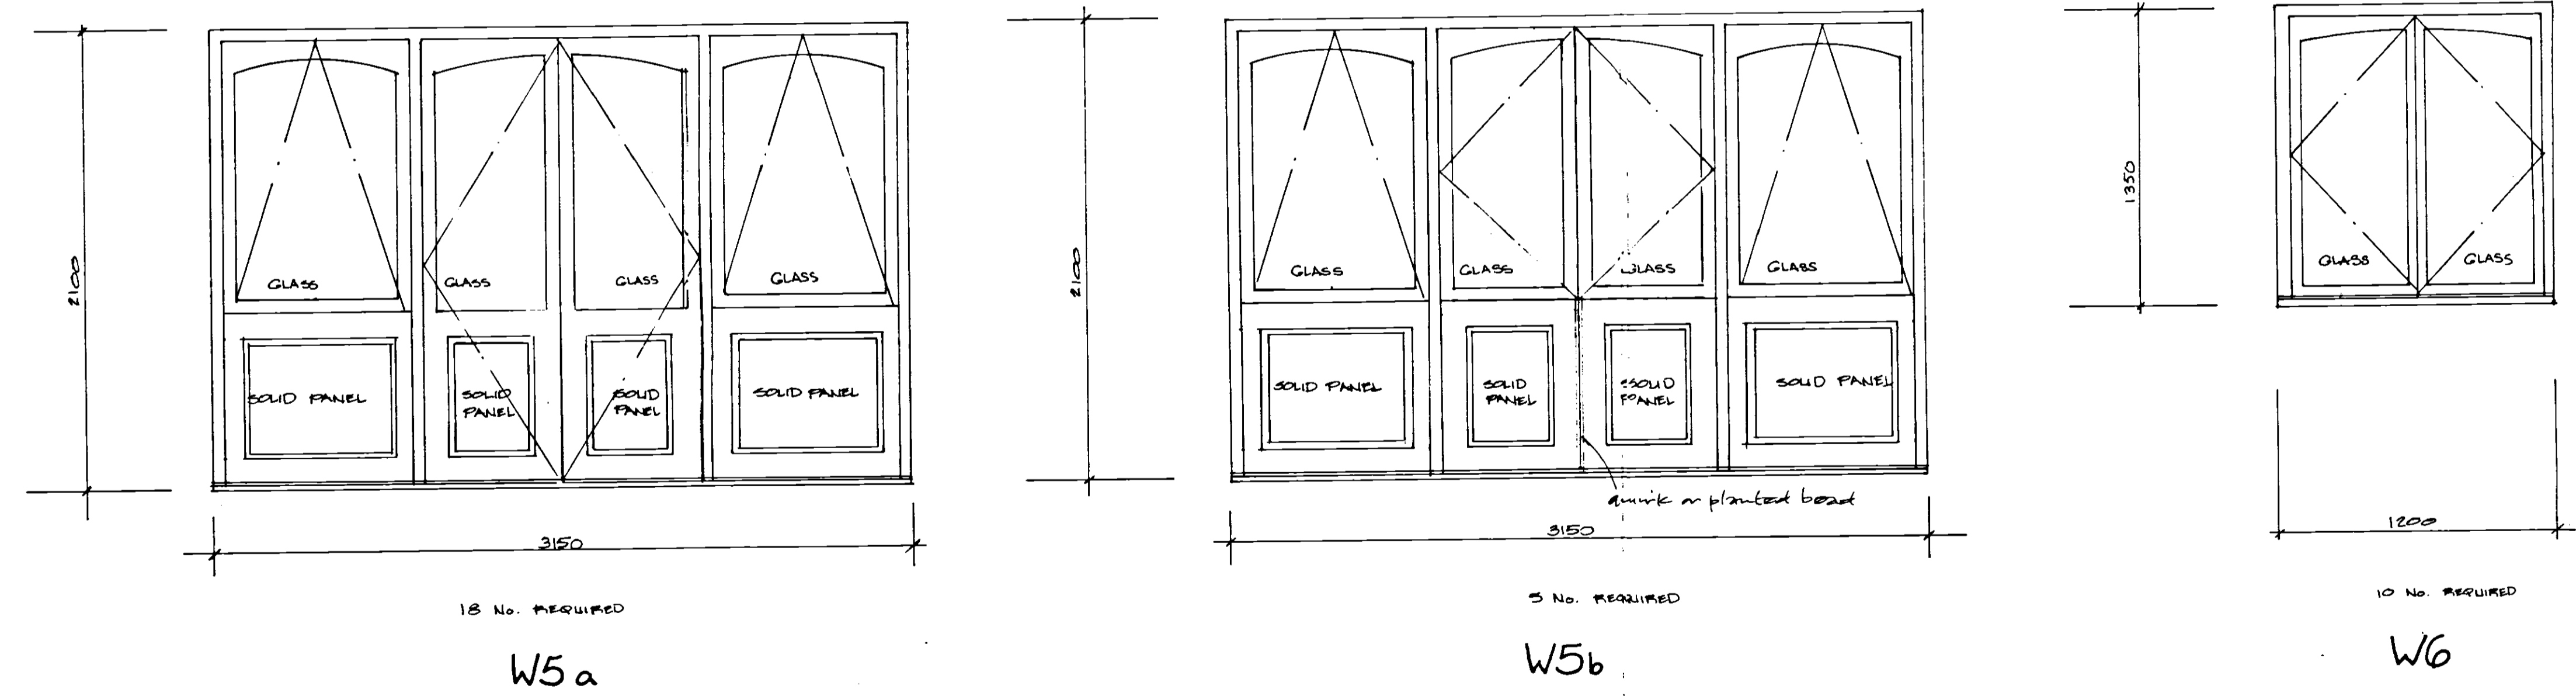 2100
GLASS
GLASS
GLASS
GLASS
SOLID PANEL
SOLID
PANEL
SOLID
PANEL
SOLID PANEL
3150
18 No. REQUIRED
W5a
2100
GLASS
GLASS
GLASS
GLASS
SOLID PANEL
SOLID
PANEL
SOLID
PANEL
SOLID PANEL
quirk or planted bead
3150
5 No. REQUIRED
W5b
1350
GLASS
GLASS
1200
10 No. REQUIRED
W6